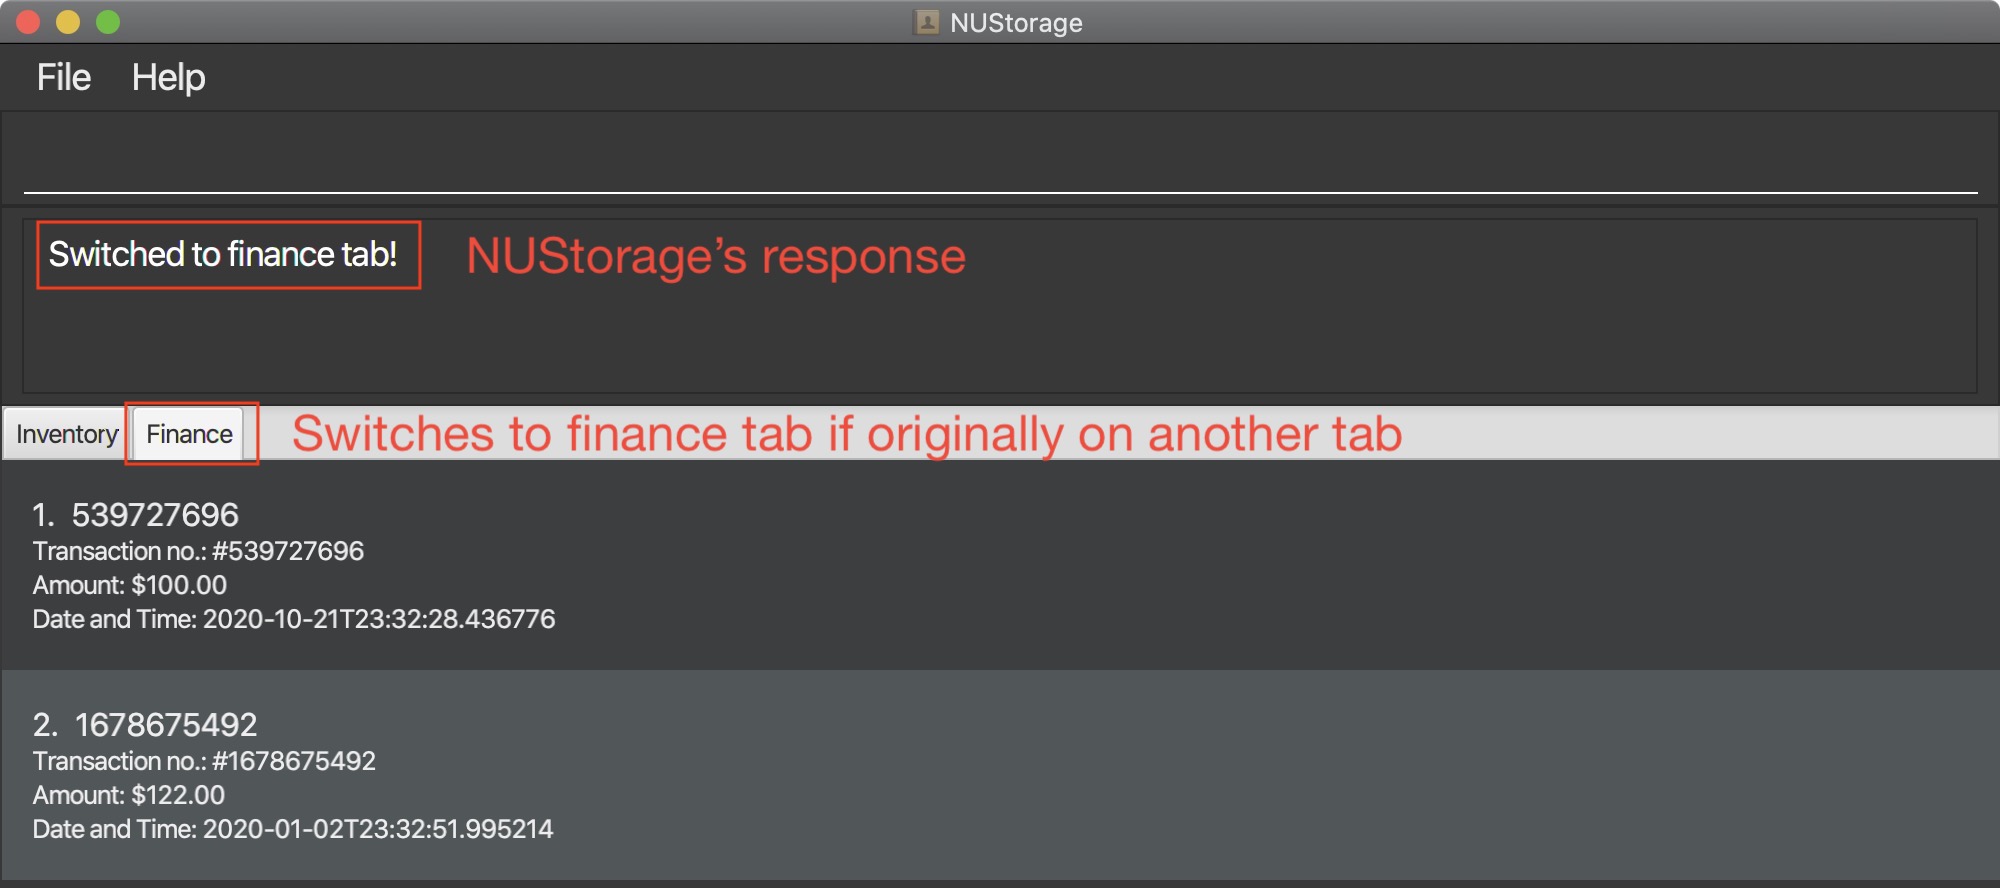 NUStorage
File Help
Switched to finance tab! NUStorage’s response
Inventory Finance Switches to finance tab if originally on another tab
1. 539727696
Transaction no.: #539727696
Amount: $100.00
Date and Time: 2020-10-21T23:32:28.436776
2. 1678675492
Transaction no.: #1678675492
Amount: $122.00
Date and Time: 2020-01-02T23:32:51.995214